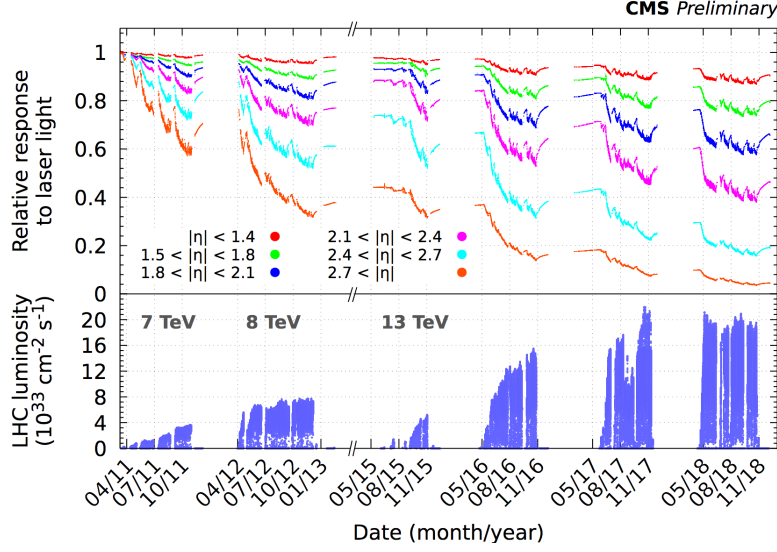 CMS Preliminary
Relative response
to laser light
1
0.8
0.6
0.4
0.2
0
|η| < 1.4
1.5 < |η| < 1.8
1.8 < |η| < 2.1
2.1 < |η| < 2.4
2.4 < |η| < 2.7
2.7 < |η|
LHC luminosity
(10³³ cm⁻² s⁻¹)
20
16
12
8
4
0
7 TeV
8 TeV
13 TeV
04/11
07/11
10/11
04/12
07/12
10/12
01/13
05/15
08/15
11/15
05/16
08/16
11/16
05/17
08/17
11/17
05/18
08/18
11/18
Date (month/year)